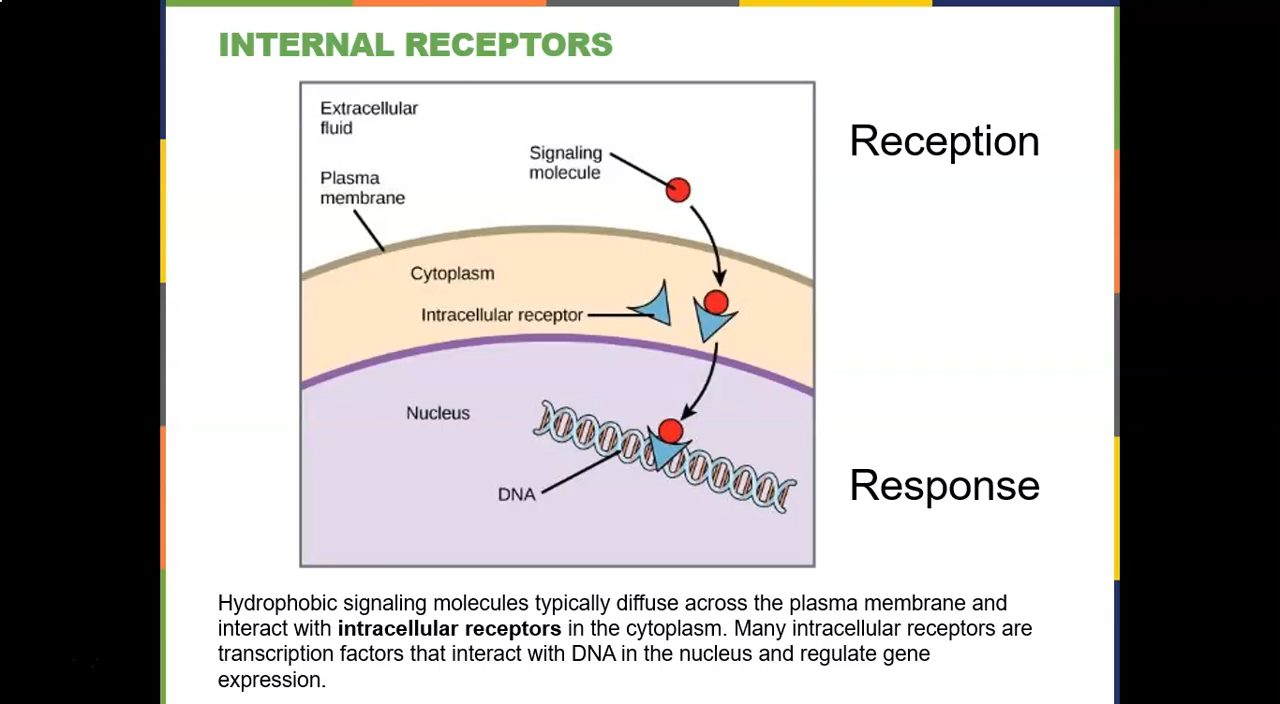 INTERNAL RECEPTORS
Extracellular
fluid
Signaling
molecule
Reception
Plasma
membrane
Cytoplasm
Intracellular receptor
Nucleus
DNA
Response
Hydrophobic signaling molecules typically diffuse across the plasma membrane and
interact with intracellular receptors in the cytoplasm. Many intracellular receptors are
transcription factors that interact with DNA in the nucleus and regulate gene
expression.